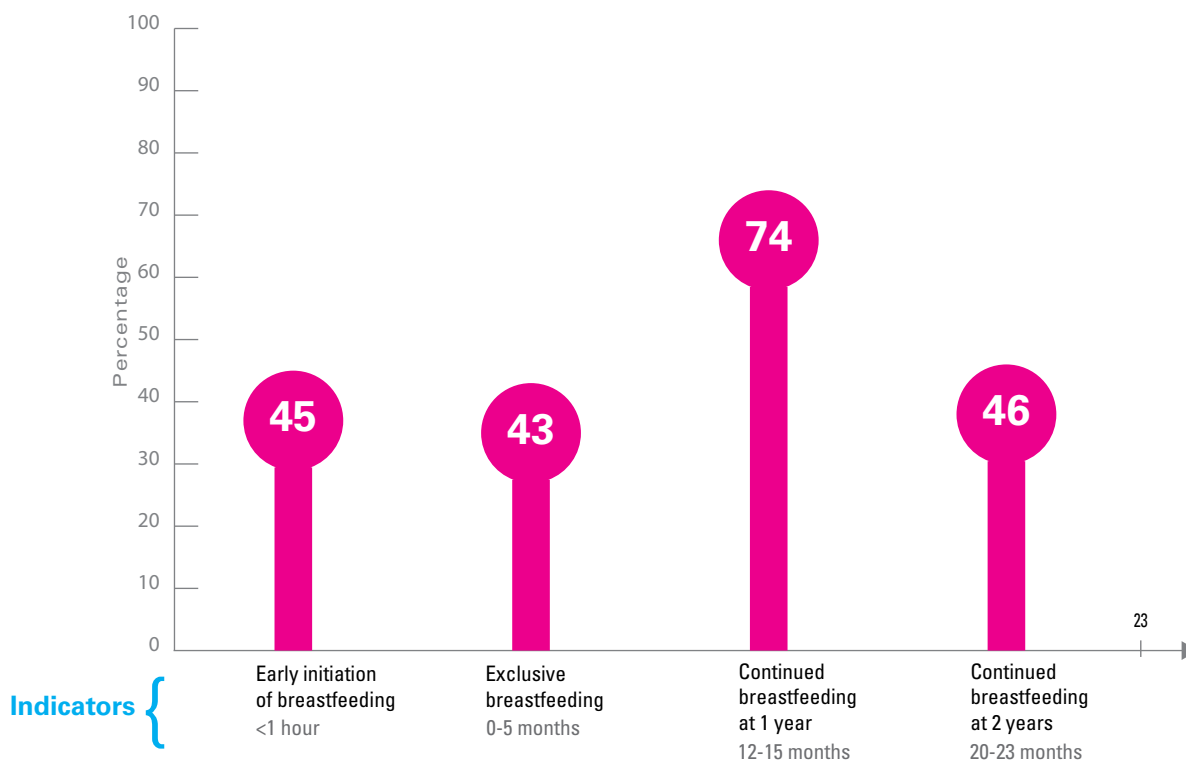 100
90
80
70
60
50
40
30
20
10
0
Percentage
45
43
74
46
23
Indicators {
Early initiation
of breastfeeding
<1 hour
Exclusive
breastfeeding
0-5 months
Continued
breastfeeding
at 1 year
12-15 months
Continued
breastfeeding
at 2 years
20-23 months